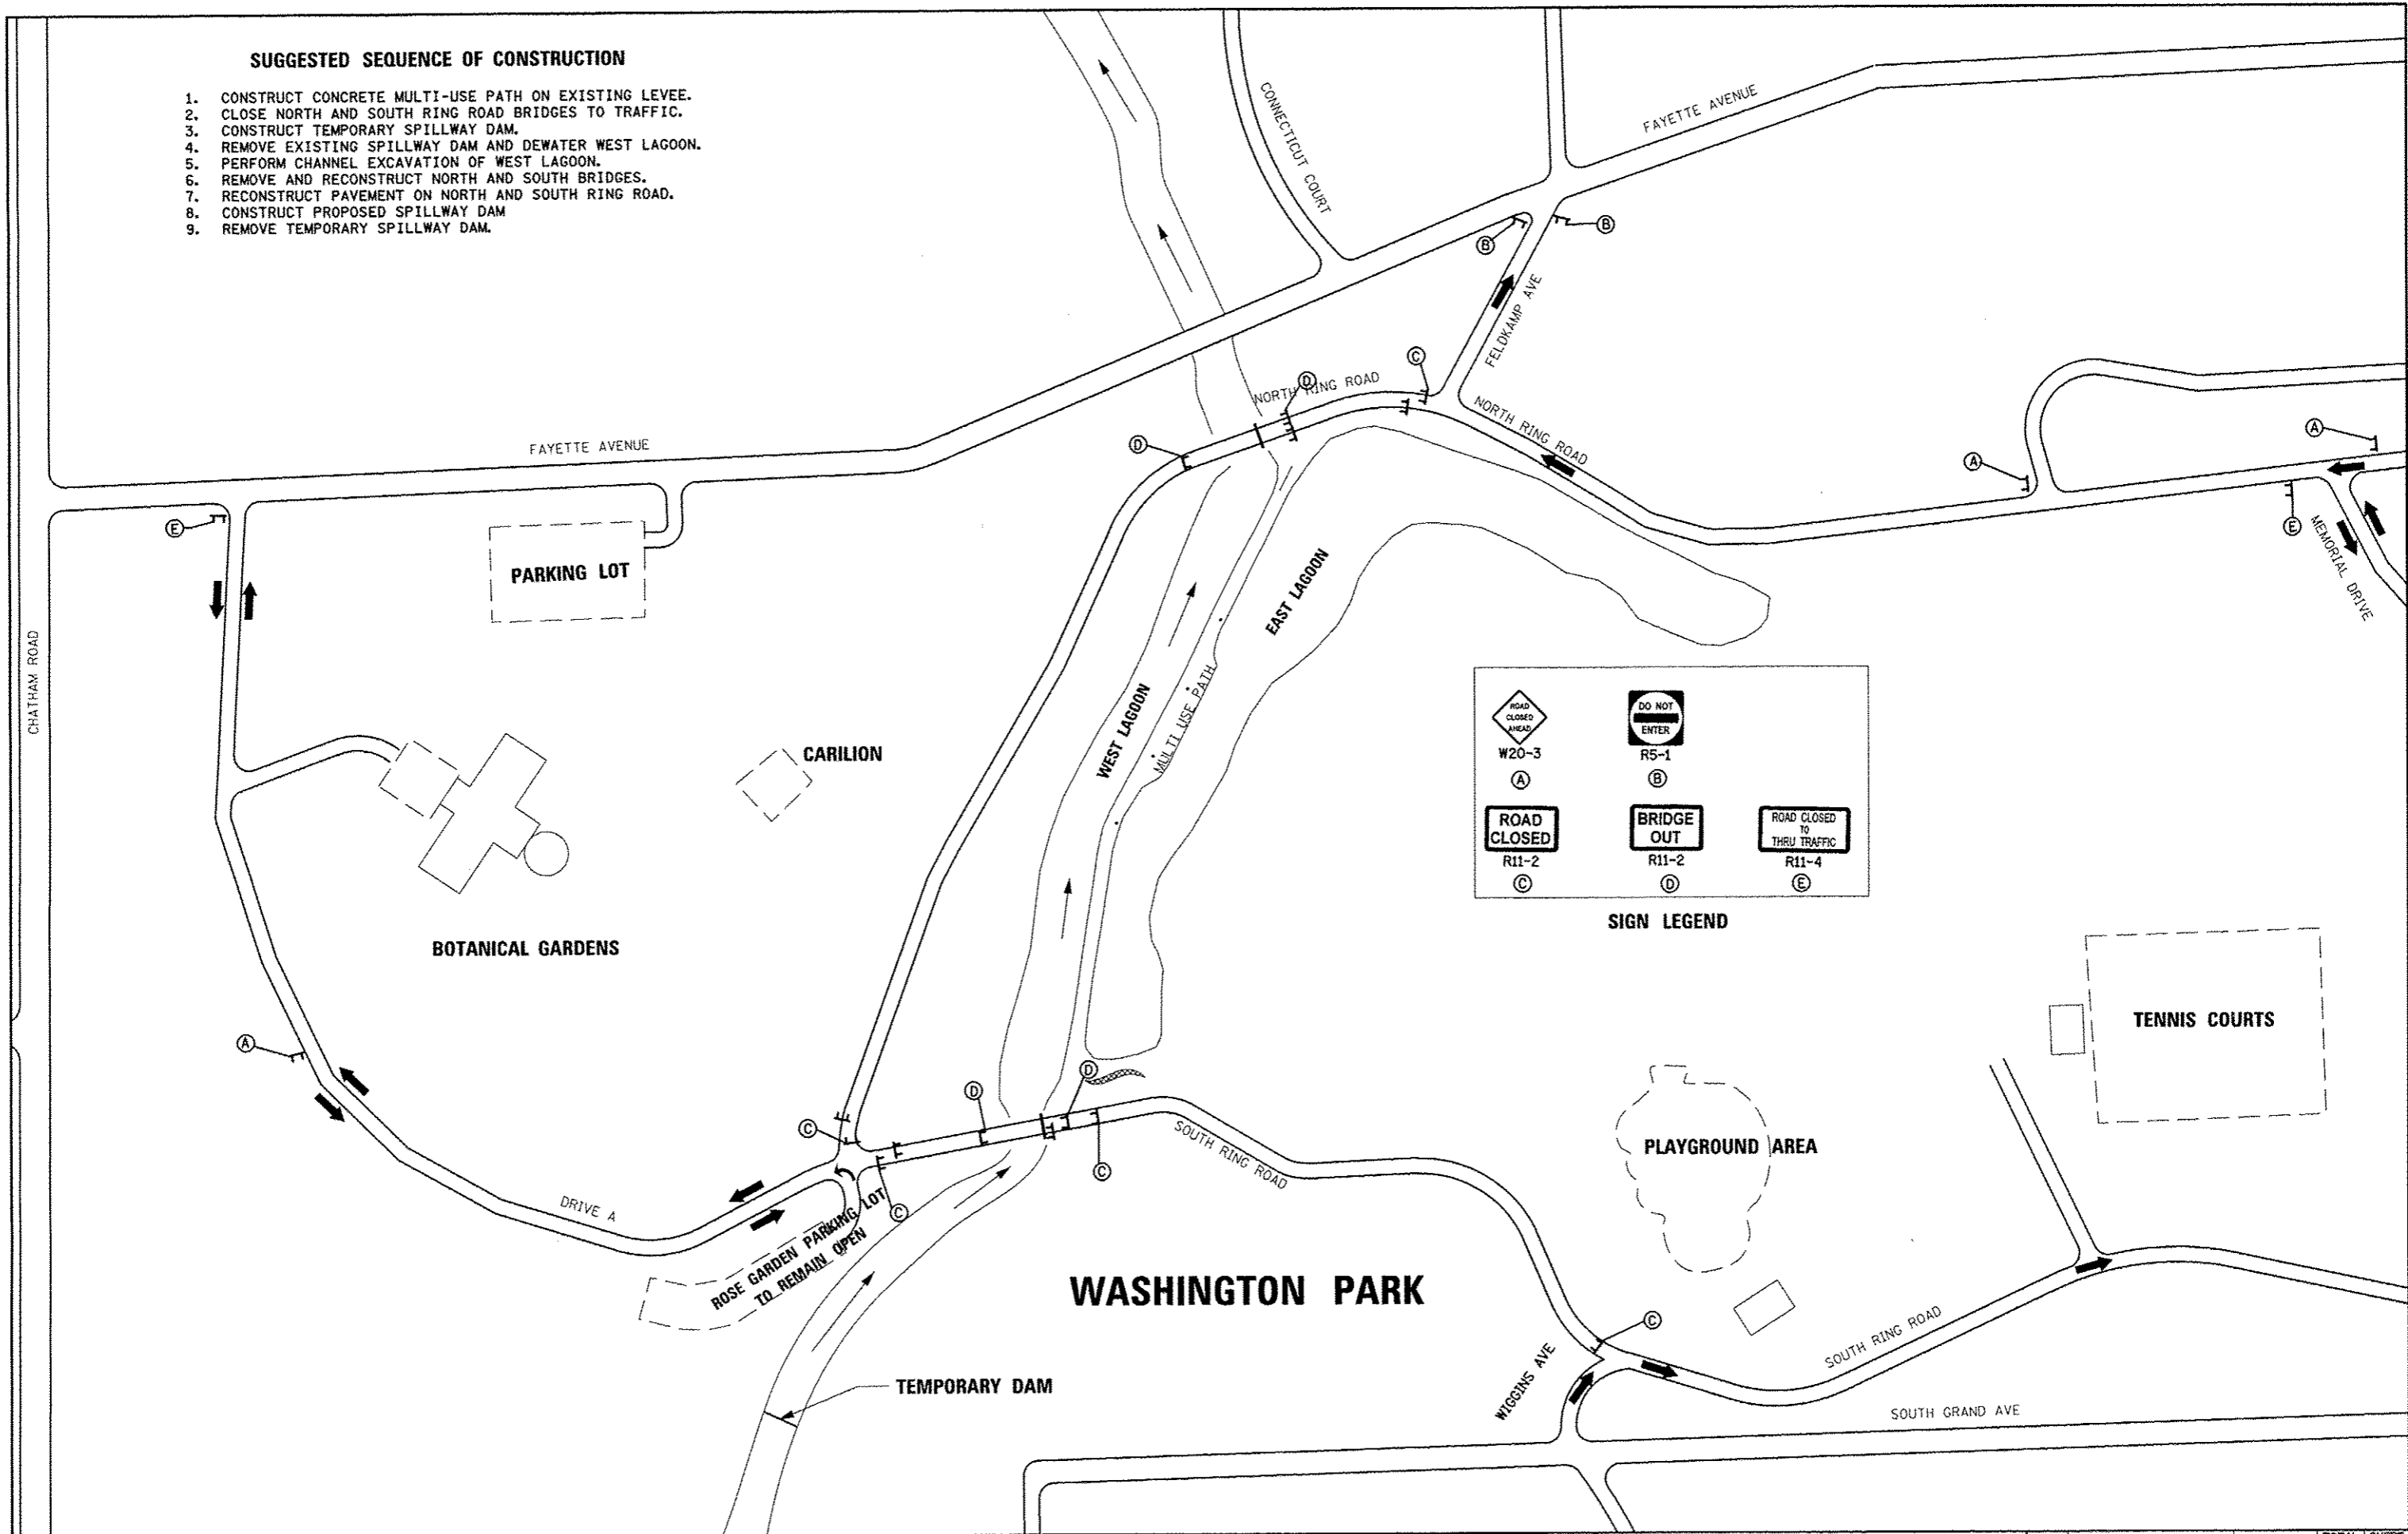 SUGGESTED SEQUENCE OF CONSTRUCTION
1. CONSTRUCT CONCRETE MULTI-USE PATH ON EXISTING LEVEE.
2. CLOSE NORTH AND SOUTH RING ROAD BRIDGES TO TRAFFIC.
3. CONSTRUCT TEMPORARY SPILLWAY DAM.
4. REMOVE EXISTING SPILLWAY DAM AND DEWATER WEST LAGOON.
5. PERFORM CHANNEL EXCAVATION OF WEST LAGOON.
6. REMOVE AND RECONSTRUCT NORTH AND SOUTH BRIDGES.
7. RECONSTRUCT PAVEMENT ON NORTH AND SOUTH RING ROAD.
8. CONSTRUCT PROPOSED SPILLWAY DAM
9. REMOVE TEMPORARY SPILLWAY DAM.
CONNECTICUT COURT
FAYETTE AVENUE
B
B
FELDKAMP AVE
C
D
NORTH RING ROAD
D
NORTH RING ROAD
A
A
E
MEMORIAL DRIVE
FAYETTE AVENUE
E
PARKING LOT
CHATHAM ROAD
EAST LAGOON
WEST LAGOON
MULTI USE PATH
CARILION
BOTANICAL GARDENS
ROAD
CLOSED
AHEAD
W20-3
A
DO NOT
ENTER
R5-1
B
ROAD
CLOSED
R11-2
C
BRIDGE
OUT
R11-2
D
ROAD CLOSED
TO
THRU TRAFFIC
R11-4
E
SIGN LEGEND
TENNIS COURTS
A
D
D
C
C
C
SOUTH RING ROAD
PLAYGROUND AREA
DRIVE A
ROSE GARDEN PARKING LOT
TO REMAIN OPEN
WASHINGTON PARK
C
TEMPORARY DAM
WIGGINS AVE
SOUTH RING ROAD
SOUTH GRAND AVE